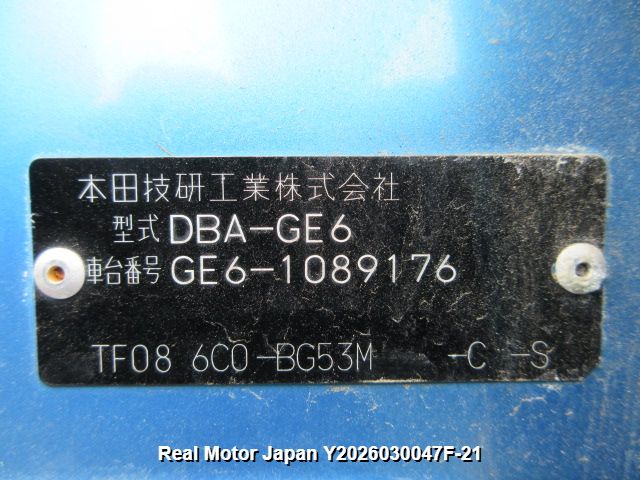 本田技研工業株式会社
型式 DBA-GE6
車台番号 GE6-1089176
TF08 6C0-BG53M -C -S
Real Motor Japan Y2026030047F-21